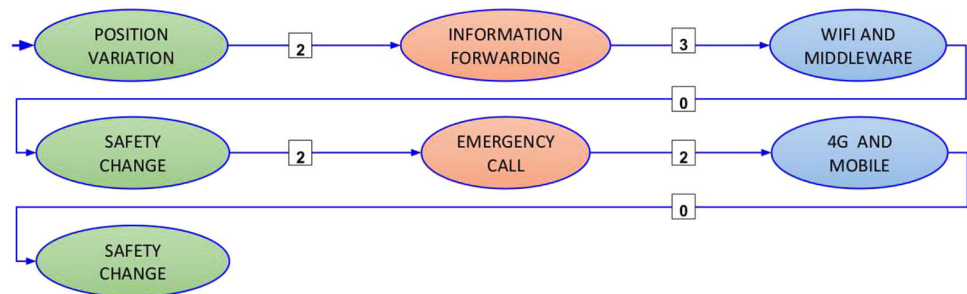 POSITION
VARIATION
2
INFORMATION
FORWARDING
3
WIFI AND
MIDDLEWARE
0
SAFETY
CHANGE
2
EMERGENCY
CALL
2
4G AND
MOBILE
0
SAFETY
CHANGE